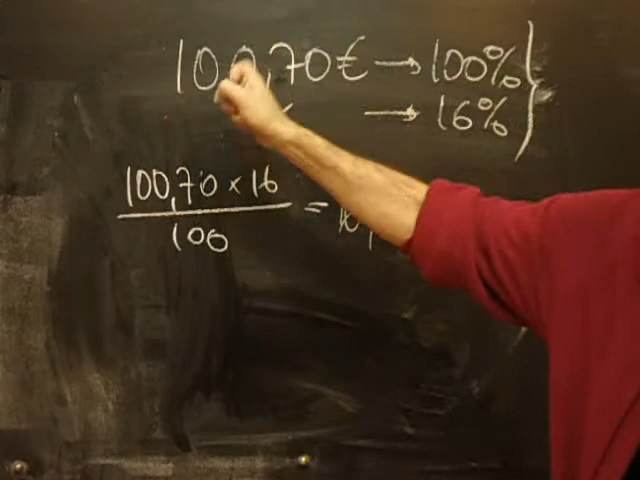 100,70€ → 100%
→ 16%
100,70 x 16
=
100